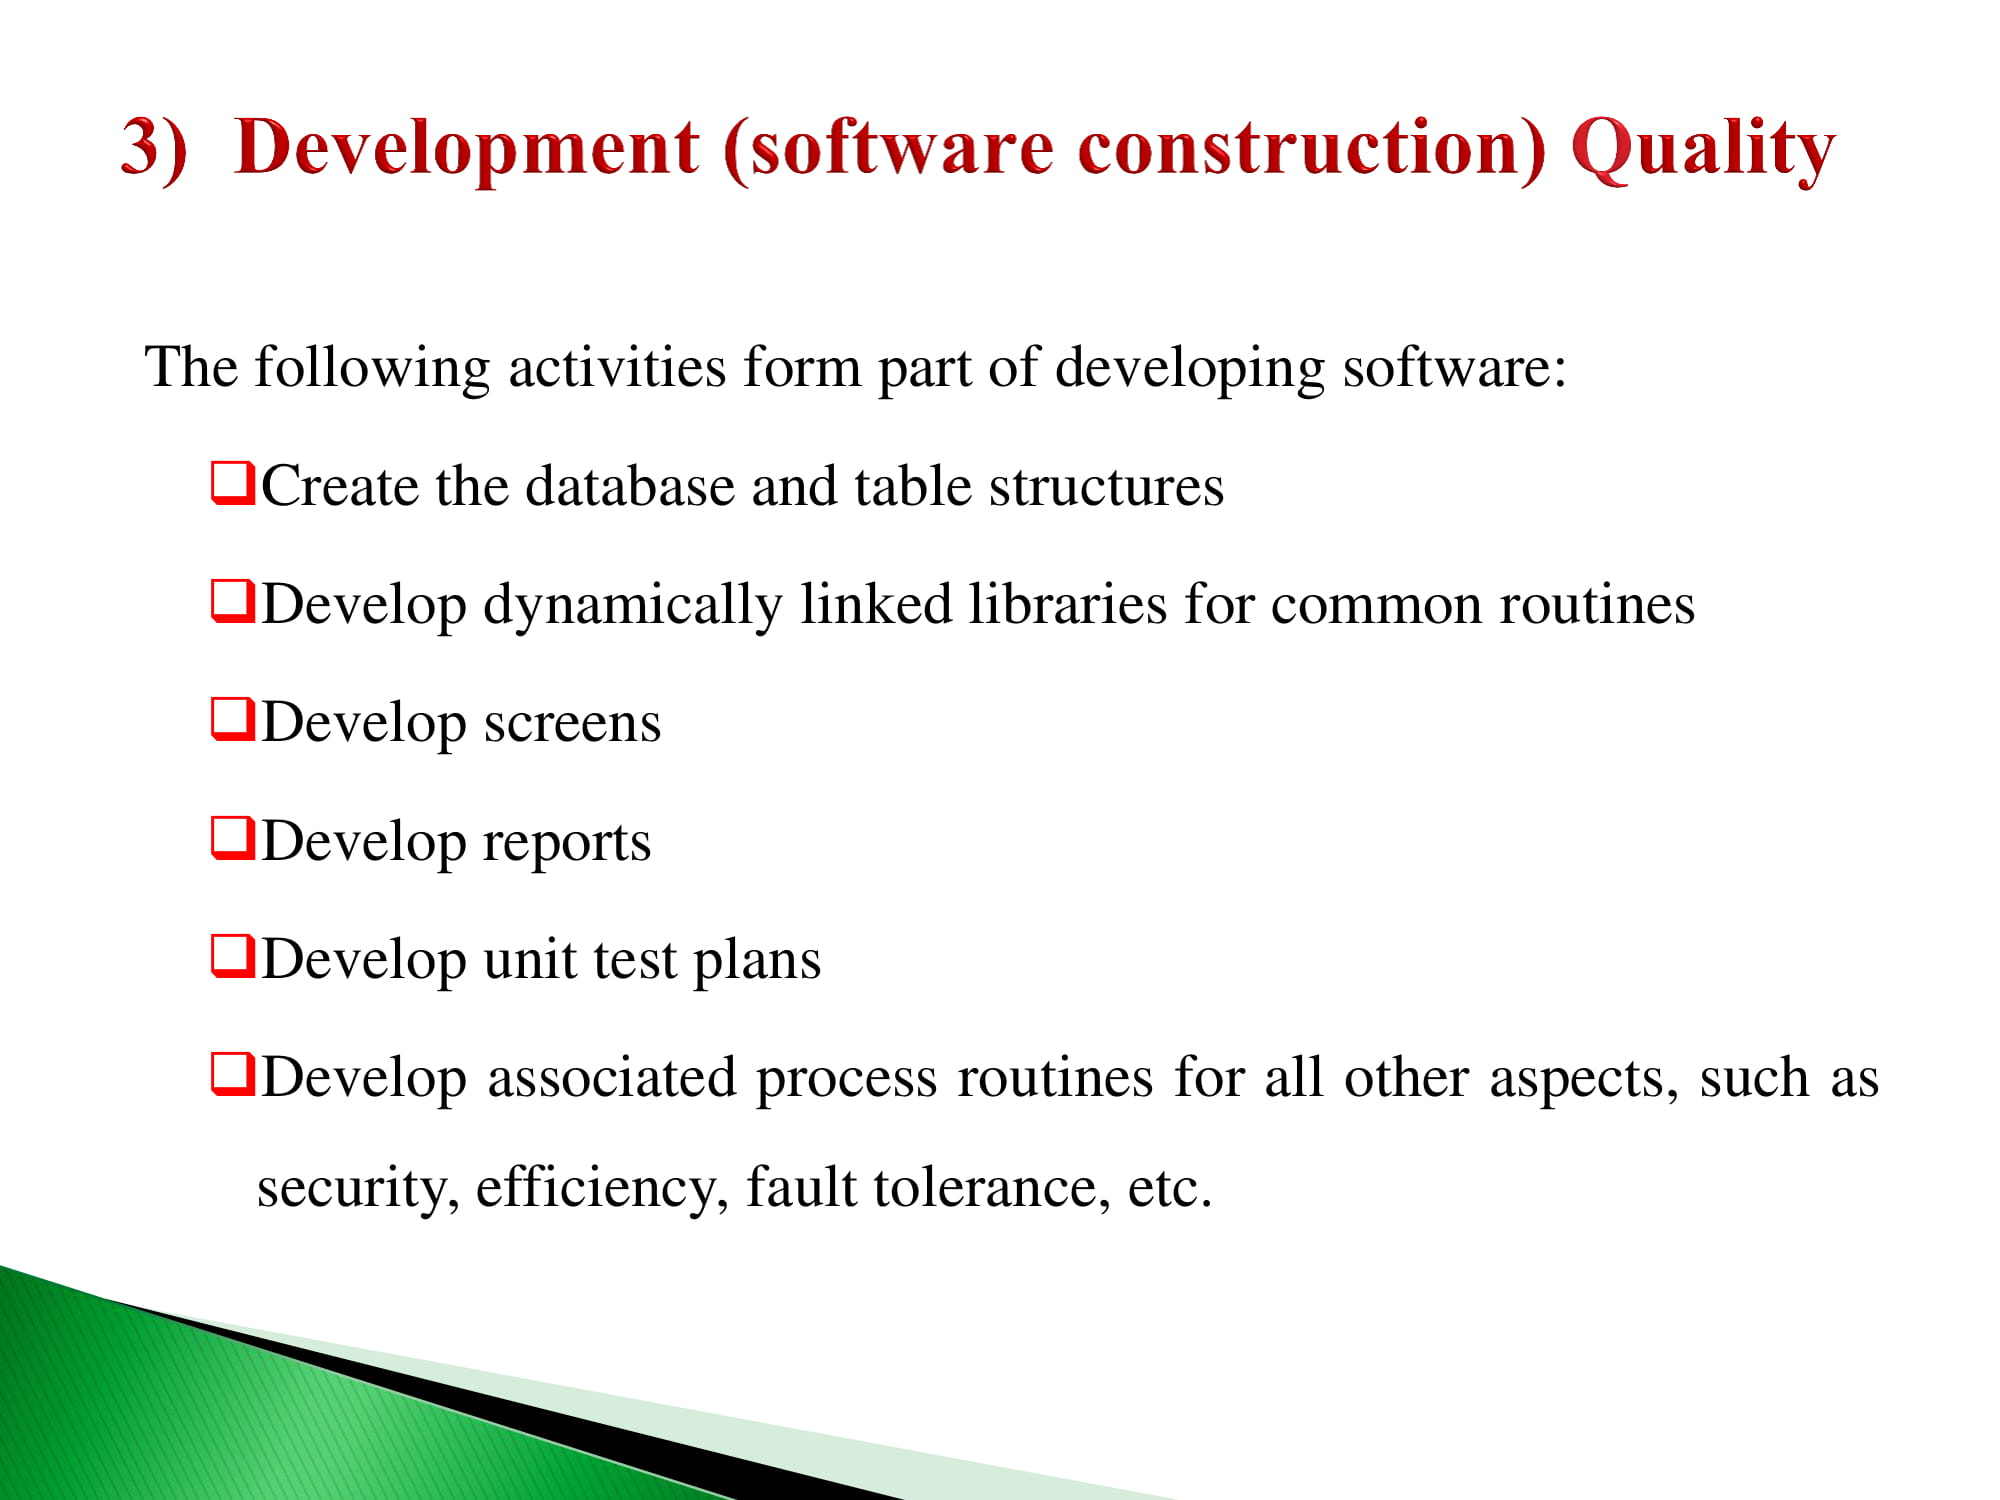 3) Development (software construction) Quality
The following activities form part of developing software:
Create the database and table structures
Develop dynamically linked libraries for common routines
Develop screens
Develop reports
Develop unit test plans
Develop associated process routines for all other aspects, such as
security, efficiency, fault tolerance, etc.